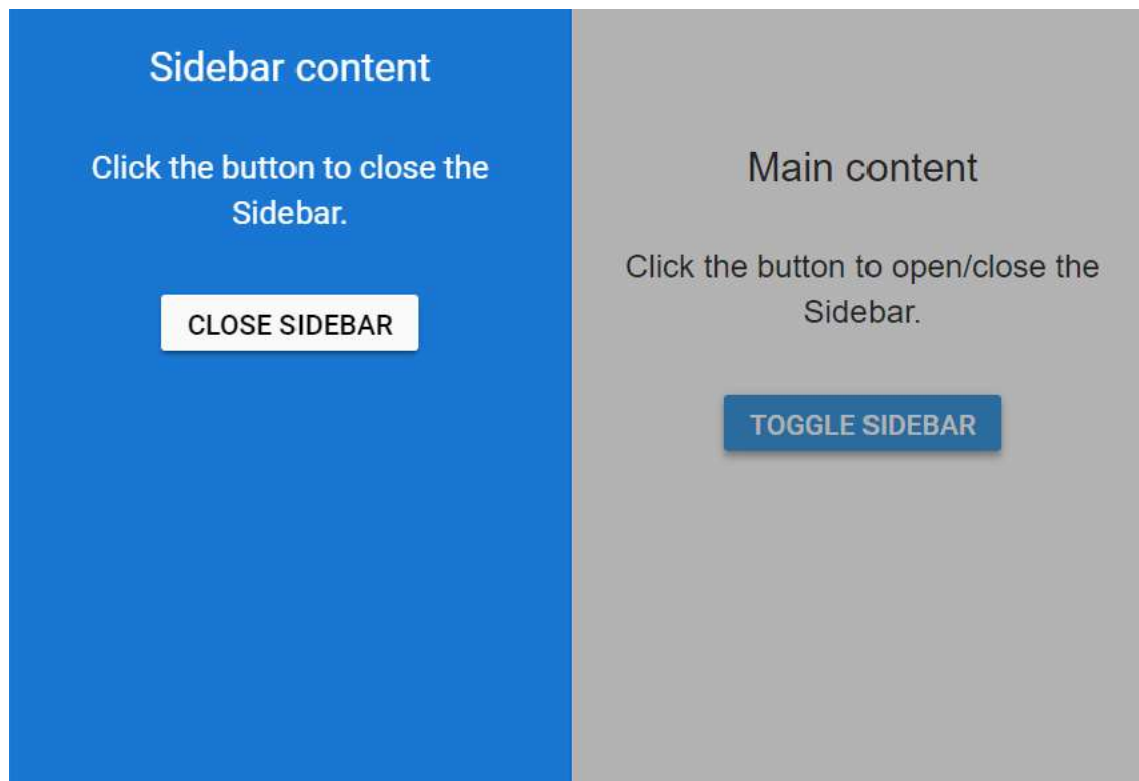 Sidebar content
Click the button to close the
Sidebar.
CLOSE SIDEBAR
Main content
Click the button to open/close the
Sidebar.
TOGGLE SIDEBAR